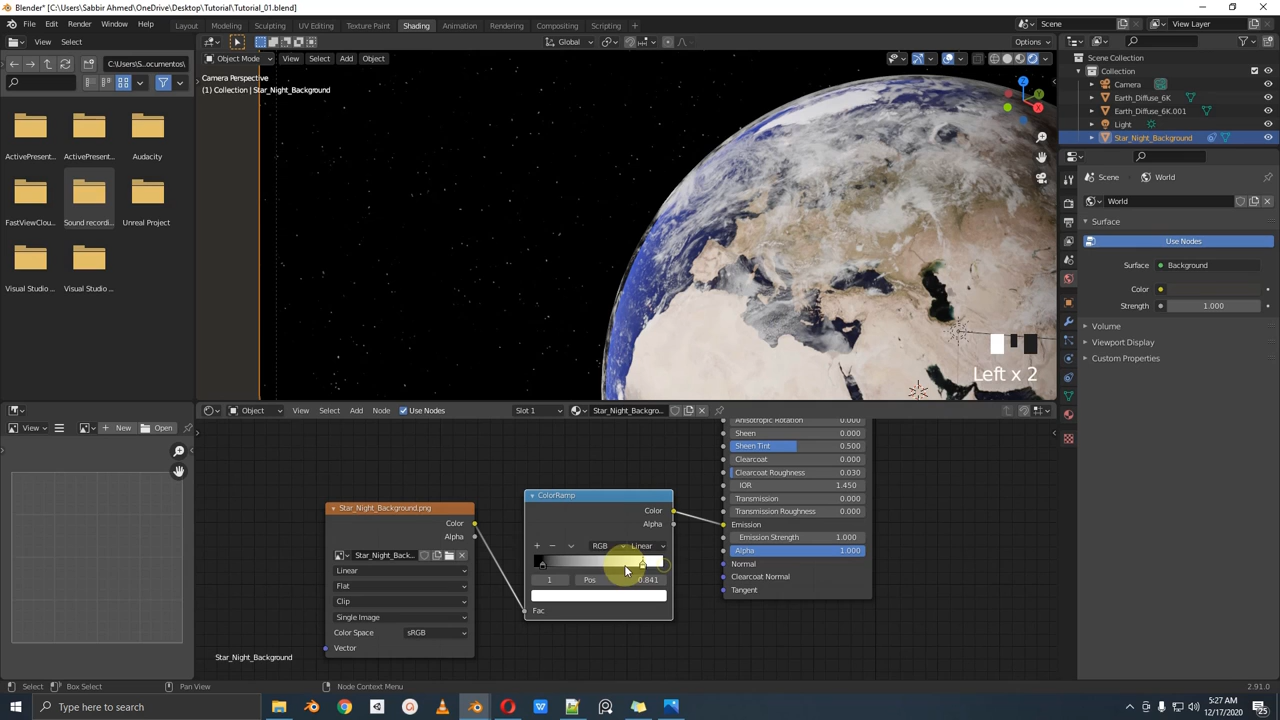 Blender* [C:\Users\Sabbir Ahmed\OneDrive\Desktop\Tutorial\Tutorial_01.blend]
File Edit Render Window Help Layout Modeling Sculpting UV Editing Texture Paint Shading Animation Rendering Compositing Scripting + Scene View Layer
View Select Global Options
C:\Users\S...ocumentos\ Object Mode View Select Add Object
Camera Perspective
(1) Collection | Star_Night_Background
ActivePresent... ActivePresent... Audacity
FastViewClou... Sound recordi... Unreal Project
Visual Studio ... Visual Studio ...
Scene Collection
Collection
Camera
Earth_Diffuse_6K
Earth_Diffuse_6K.001
Light
Star_Night_Background
Scene > World
World
Surface
Use Nodes
Surface Background
Color
Strength 1.000
Volume
Viewport Display
Custom Properties
Left x 2
View + New Open
Object View Select Add Node Use Nodes Slot 1 Star_Night_Backgro...
Anisotropic Rotation 0.000
Sheen 0.000
Sheen Tint 0.500
Clearcoat 0.000
Clearcoat Roughness 0.030
IOR 1.450
Transmission 0.000
Transmission Roughness 0.000
Emission
Emission Strength 1.000
Alpha 1.000
Normal
Clearcoat Normal
Tangent
ColorRamp
Color
Alpha
+ − RGB Linear
1 Pos 0.841
Fac
Star_Night_Background.png
Color
Alpha
Star_Night_Back...
Linear
Flat
Clip
Single Image
Color Space sRGB
Vector
Star_Night_Background
Select Box Select Pan View Node Context Menu 2.91.0
Type here to search
5:27 AM
12/17/2020